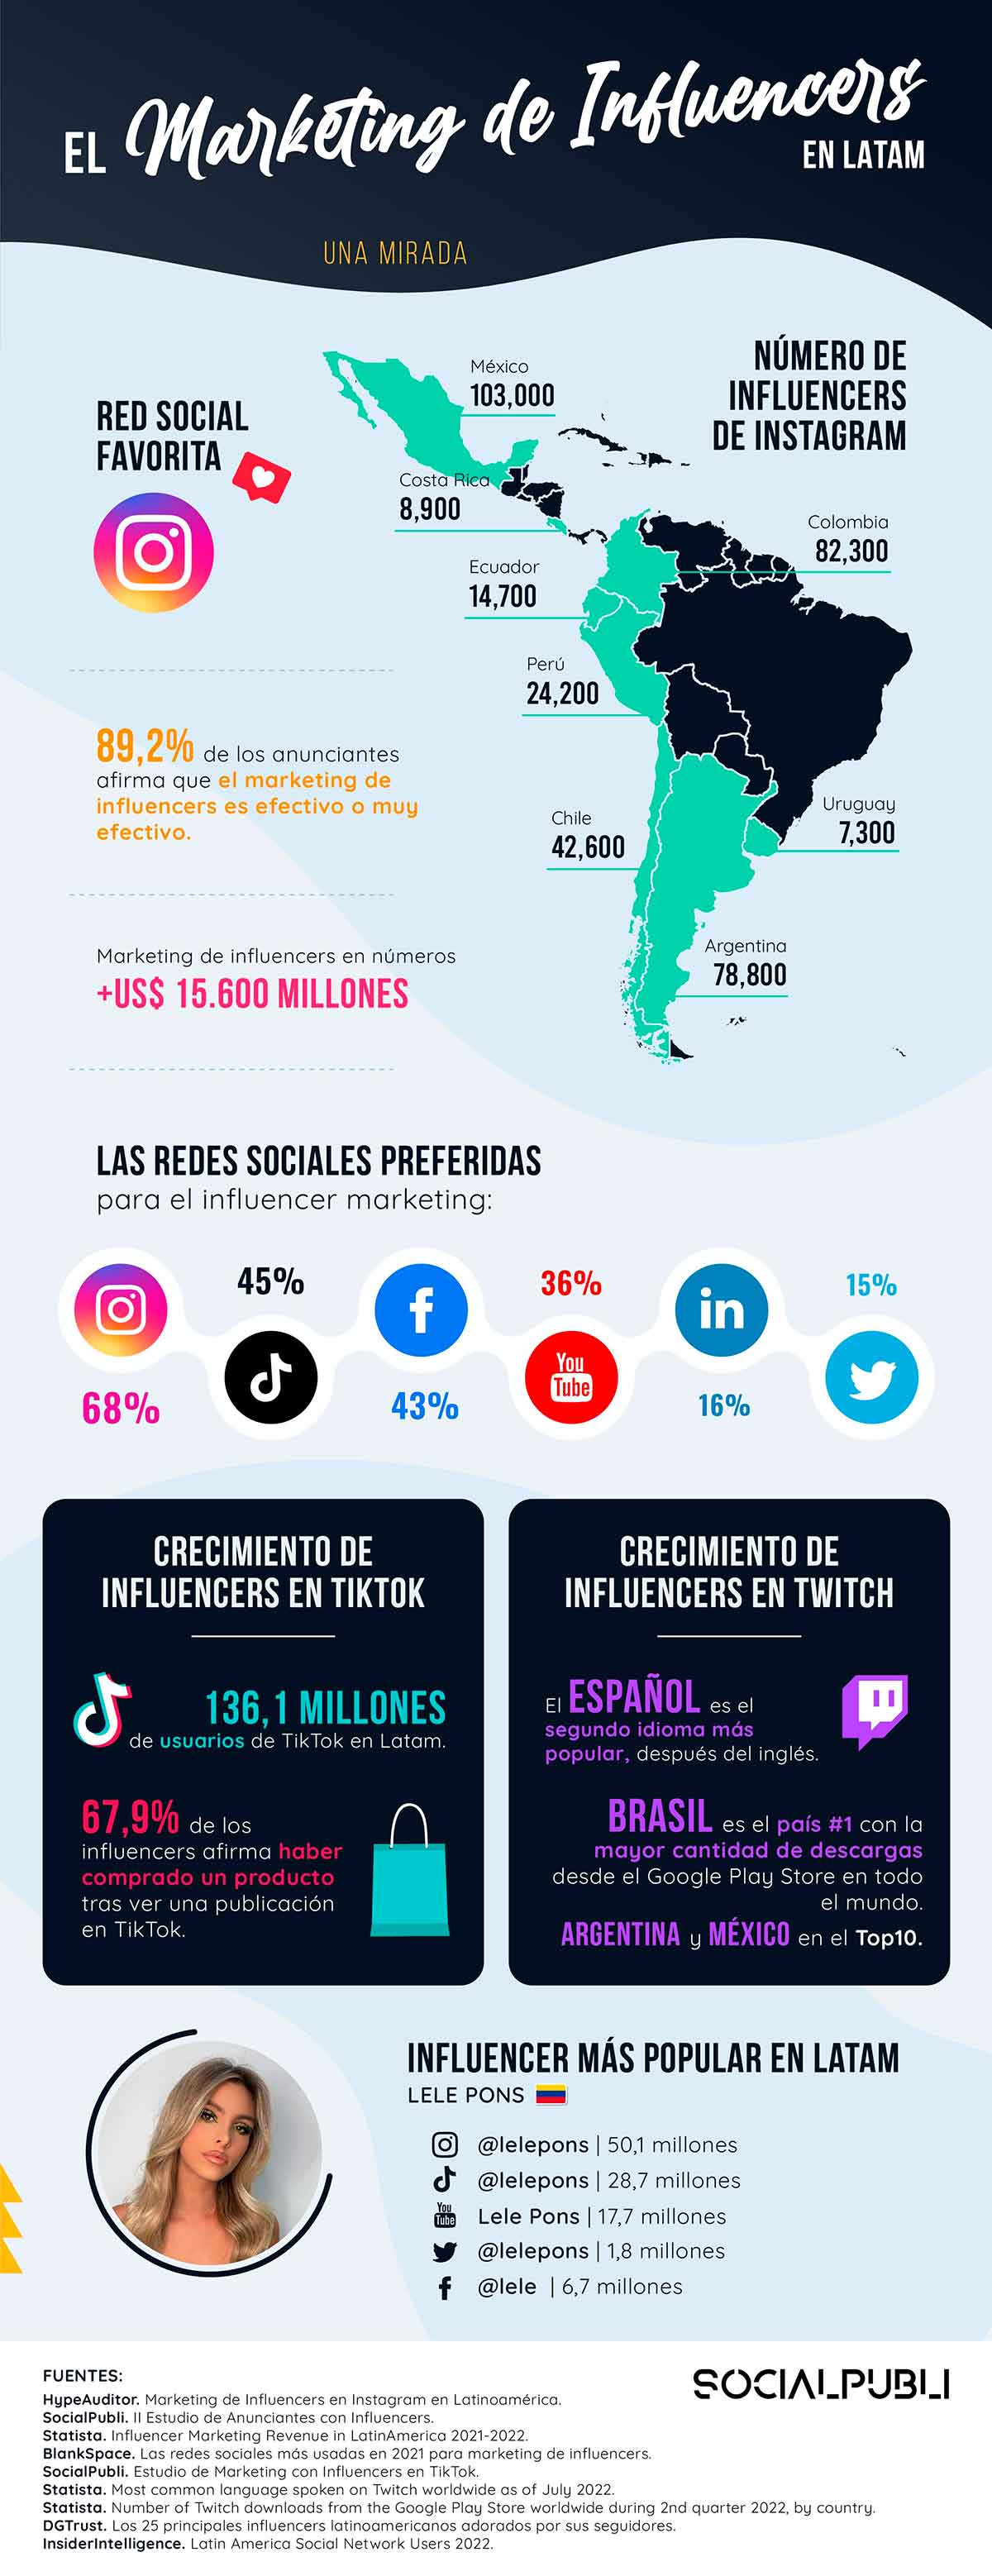 EL Marketing de Influencers
EN LATAM
UNA MIRADA
RED SOCIAL
FAVORITA
NÚMERO DE
INFLUENCERS
DE INSTAGRAM
México
103,000
Costa Rica
8,900
Colombia
82,300
Ecuador
14,700
Perú
24,200
Chile
42,600
Uruguay
7,300
Argentina
78,800
89,2% de los anunciantes
afirma que el marketing de
influencers es efectivo o muy
efectivo.
Marketing de influencers en números
+US$ 15.600 MILLONES
LAS REDES SOCIALES PREFERIDAS
para el influencer marketing:
68%
45%
f
43%
36%
You
Tube
in
16%
15%
CRECIMIENTO DE
INFLUENCERS EN TIKTOK
136,1 MILLONES
de usuarios de TikTok en Latam.
67,9% de los
influencers afirma haber
comprado un producto
tras ver una publicación
en TikTok.
CRECIMIENTO DE
INFLUENCERS EN TWITCH
El ESPAÑOL es el
segundo idioma más
popular, después del inglés.
BRASIL es el país #1 con la
mayor cantidad de descargas
desde el Google Play Store en todo
el mundo.
ARGENTINA y MÉXICO en el Top10.
INFLUENCER MÁS POPULAR EN LATAM
LELE PONS
@lelepons | 50,1 millones
@lelepons | 28,7 millones
You
Tube
Lele Pons | 17,7 millones
@lelepons | 1,8 millones
f @lele | 6,7 millones
FUENTES:
HypeAuditor. Marketing de Influencers en Instagram en Latinoamérica.
SocialPubli. II Estudio de Anunciantes con Influencers.
Statista. Influencer Marketing Revenue in LatinAmerica 2021-2022.
BlankSpace. Las redes sociales más usadas en 2021 para marketing de influencers.
SocialPubli. Estudio de Marketing con Influencers en TikTok.
Statista. Most common language spoken on Twitch worldwide as of July 2022.
Statista. Number of Twitch downloads from the Google Play Store worldwide during 2nd quarter 2022, by country.
DGTrust. Los 25 principales influencers latinoamericanos adorados por sus seguidores.
InsiderIntelligence. Latin America Social Network Users 2022.
SOCIALPUBLI